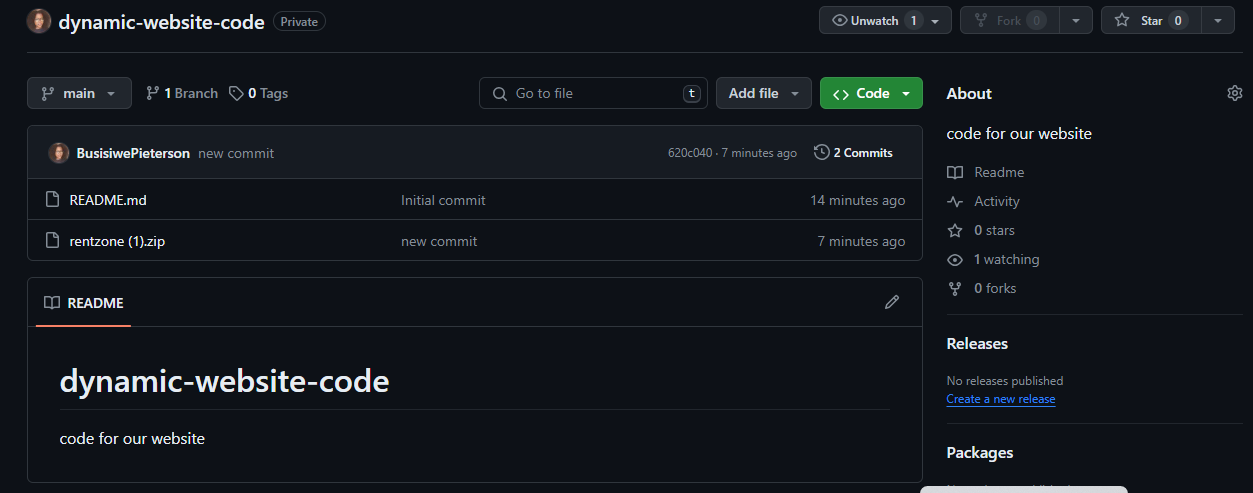 dynamic-website-code Private Unwatch 1 Fork 0 Star 0
main 1 Branch 0 Tags Go to file t Add file Code
BusisiwePieterson new commit 620c040 · 7 minutes ago 2 Commits
README.md Initial commit 14 minutes ago
rentzone (1).zip new commit 7 minutes ago
README
dynamic-website-code
code for our website
About
code for our website
Readme
Activity
0 stars
1 watching
0 forks
Releases
No releases published
Create a new release
Packages